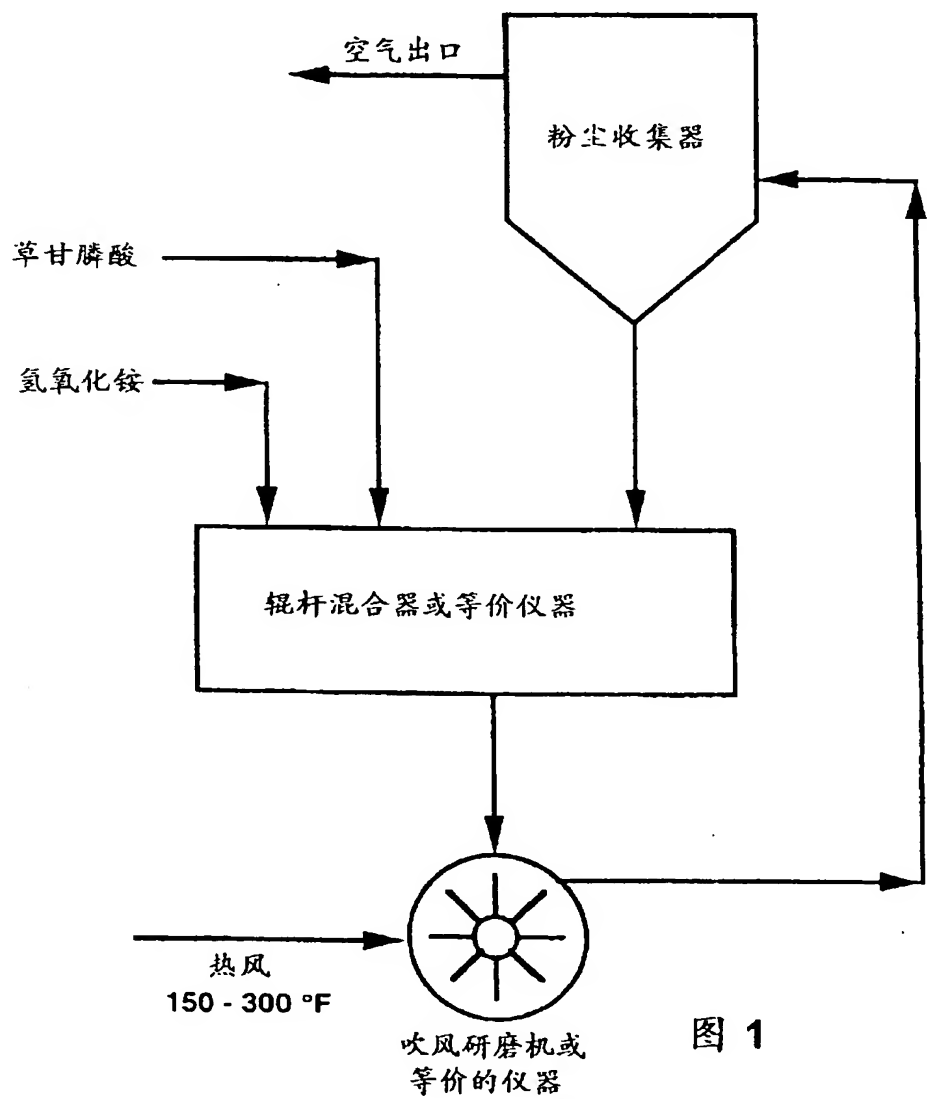 空气出口
粉尘收集器
草甘膦酸
氢氧化铵
辊杆混合器或等价仪器
热风
150 - 300 °F
吹风研磨机或
等价的仪器
图 1